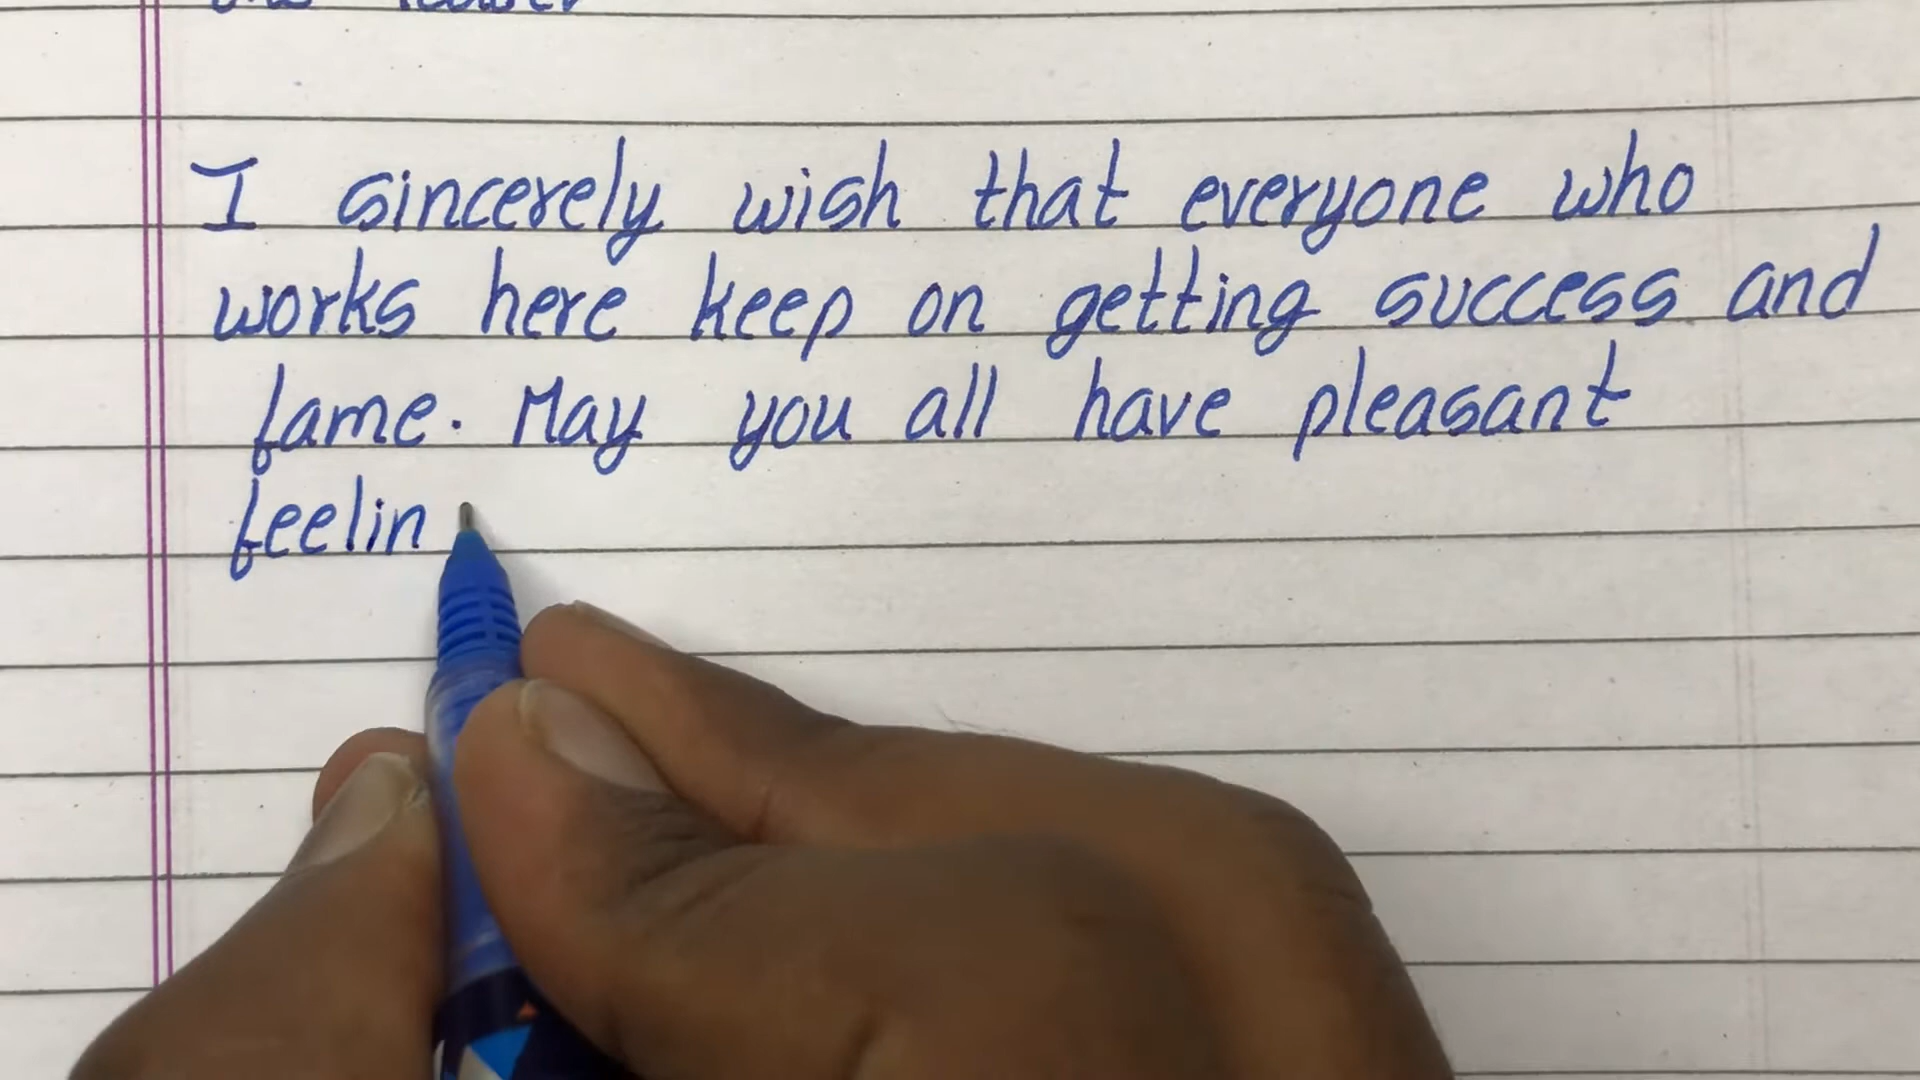 I sincerely wish that everyone who
works here keep on getting success and
fame. May you all have pleasant
feelin